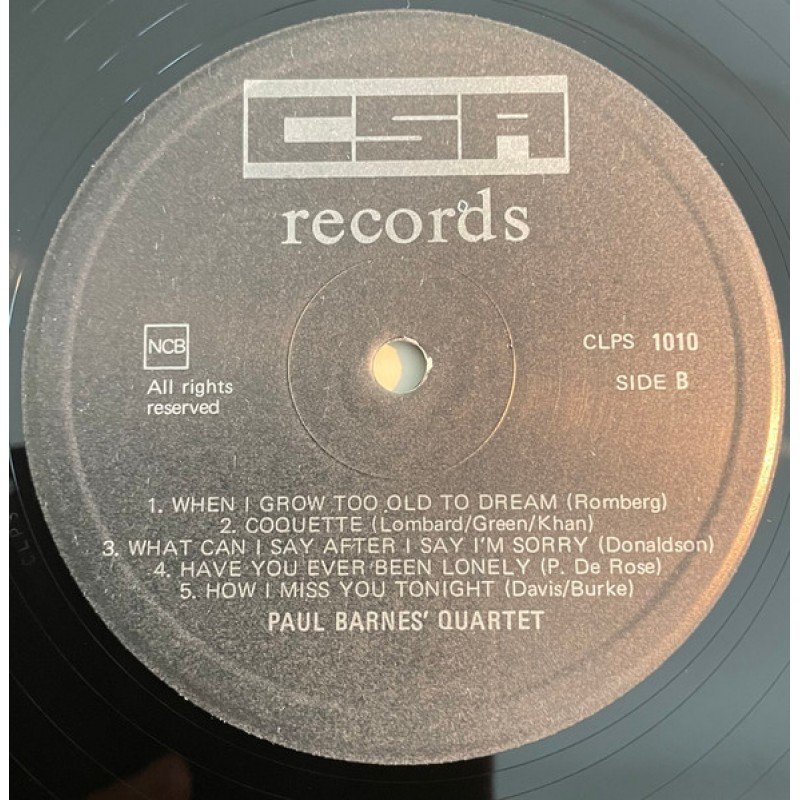 CSA
records
NCB
All rights
reserved
CLPS 1010
SIDE B
1. WHEN I GROW TOO OLD TO DREAM (Romberg)
2. COQUETTE (Lombard/Green/Khan)
3. WHAT CAN I SAY AFTER I SAY I'M SORRY (Donaldson)
4. HAVE YOU EVER BEEN LONELY (P. De Rose)
5. HOW I MISS YOU TONIGHT (Davis/Burke)
PAUL BARNES' QUARTET